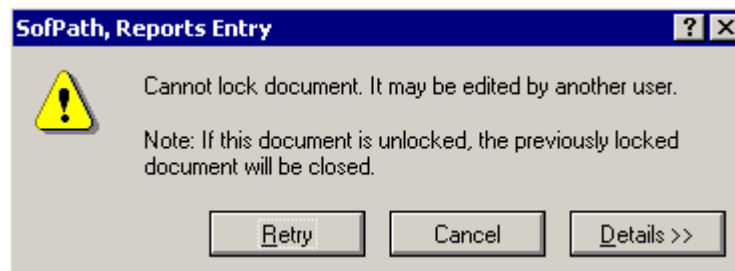 SofPath, Reports Entry
Cannot lock document. It may be edited by another user.
Note: If this document is unlocked, the previously locked
document will be closed.
Retry Cancel Details >>